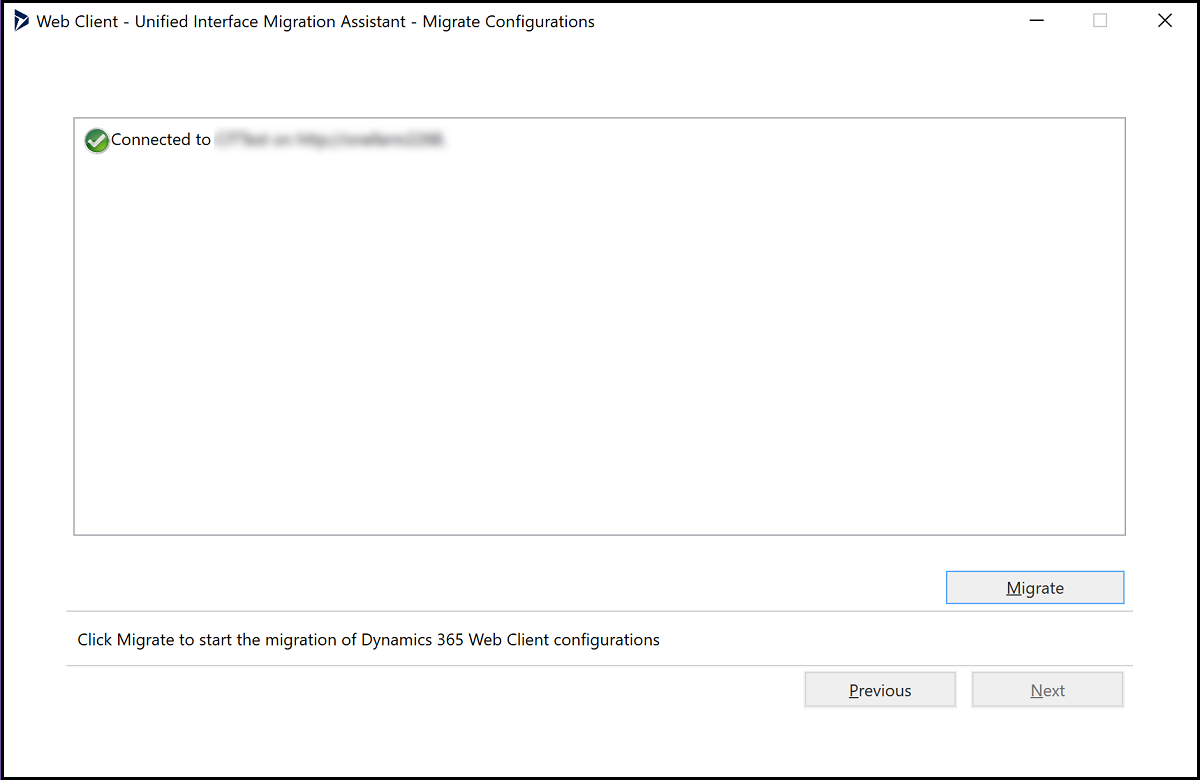 Web Client - Unified Interface Migration Assistant - Migrate Configurations
Connected to
Migrate
Click Migrate to start the migration of Dynamics 365 Web Client configurations
Previous
Next